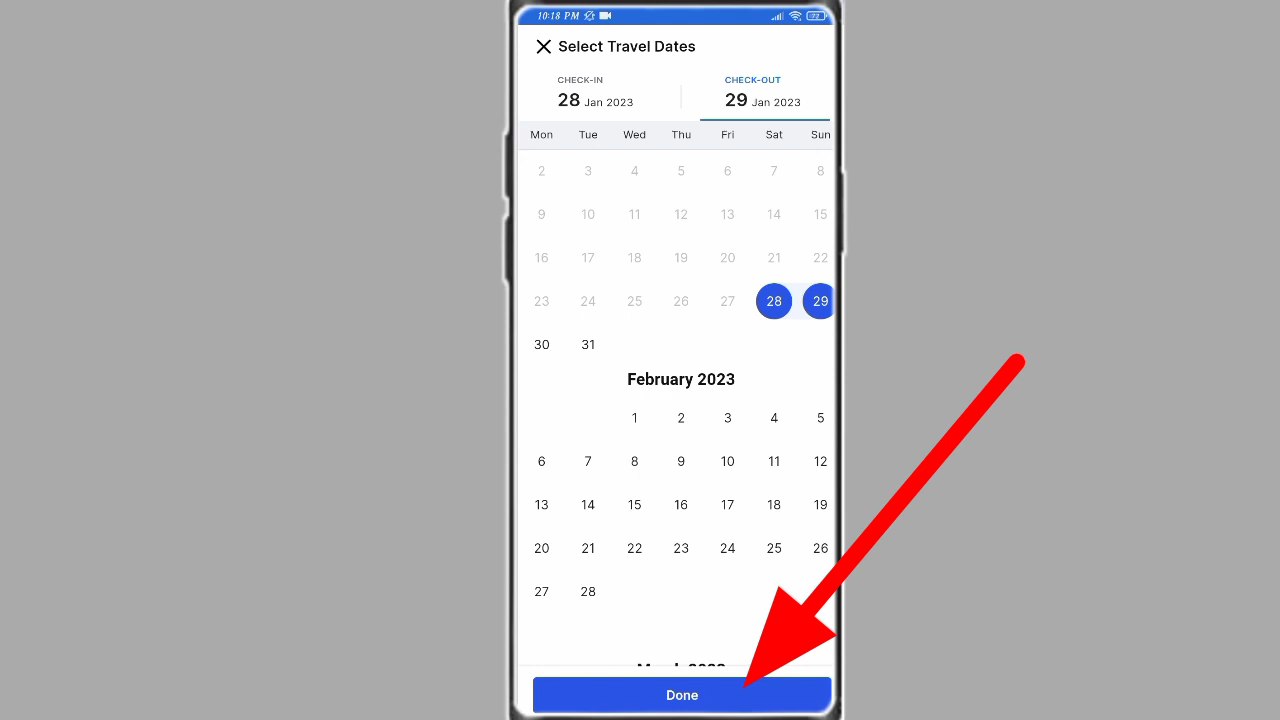 10:18 PM 77
Select Travel Dates
CHECK-IN CHECK-OUT
28 Jan 2023 29 Jan 2023
Mon Tue Wed Thu Fri Sat Sun
2 3 4 5 6 7 8
9 10 11 12 13 14 15
16 17 18 19 20 21 22
23 24 25 26 27 28 29
30 31
February 2023
1 2 3 4 5
6 7 8 9 10 11 12
13 14 15 16 17 18 19
20 21 22 23 24 25 26
27 28
Done